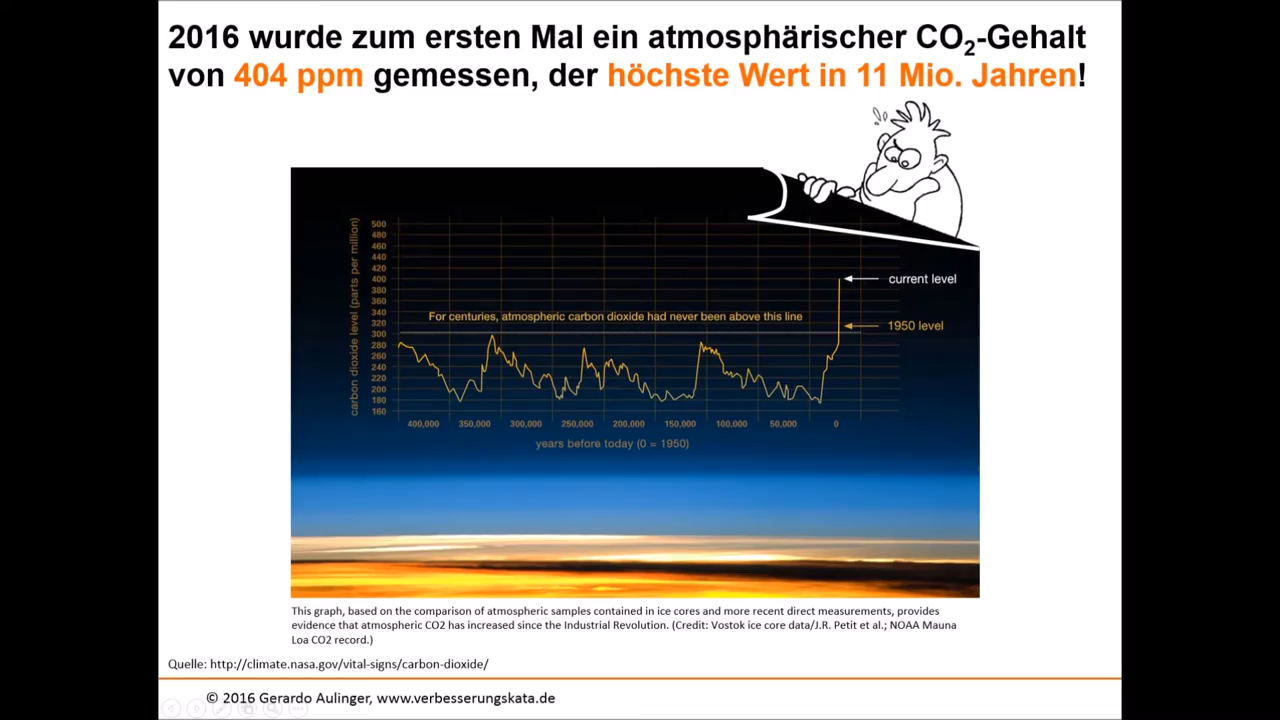 2016 wurde zum ersten Mal ein atmosphärischer CO₂-Gehalt
von 404 ppm gemessen, der höchste Wert in 11 Mio. Jahren!
carbon dioxide level (parts per million)
500
480
460
440
420
400
380
360
340
320
300
280
260
240
220
200
180
160
current level
For centuries, atmospheric carbon dioxide had never been above this line
1950 level
400,000 350,000 300,000 250,000 200,000 150,000 100,000 50,000 0
years before today (0 = 1950)
This graph, based on the comparison of atmospheric samples contained in ice cores and more recent direct measurements, provides
evidence that atmospheric CO2 has increased since the Industrial Revolution. (Credit: Vostok ice core data/J.R. Petit et al.; NOAA Mauna
Loa CO2 record.)
Quelle: http://climate.nasa.gov/vital-signs/carbon-dioxide/
© 2016 Gerardo Aulinger, www.verbesserungskata.de